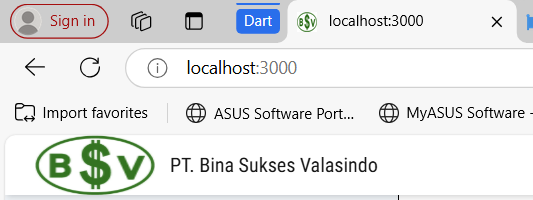 Sign in
Dart
localhost:3000
localhost:3000
Import favorites
ASUS Software Port...
MyASUS Software -
B$V PT. Bina Sukses Valasindo